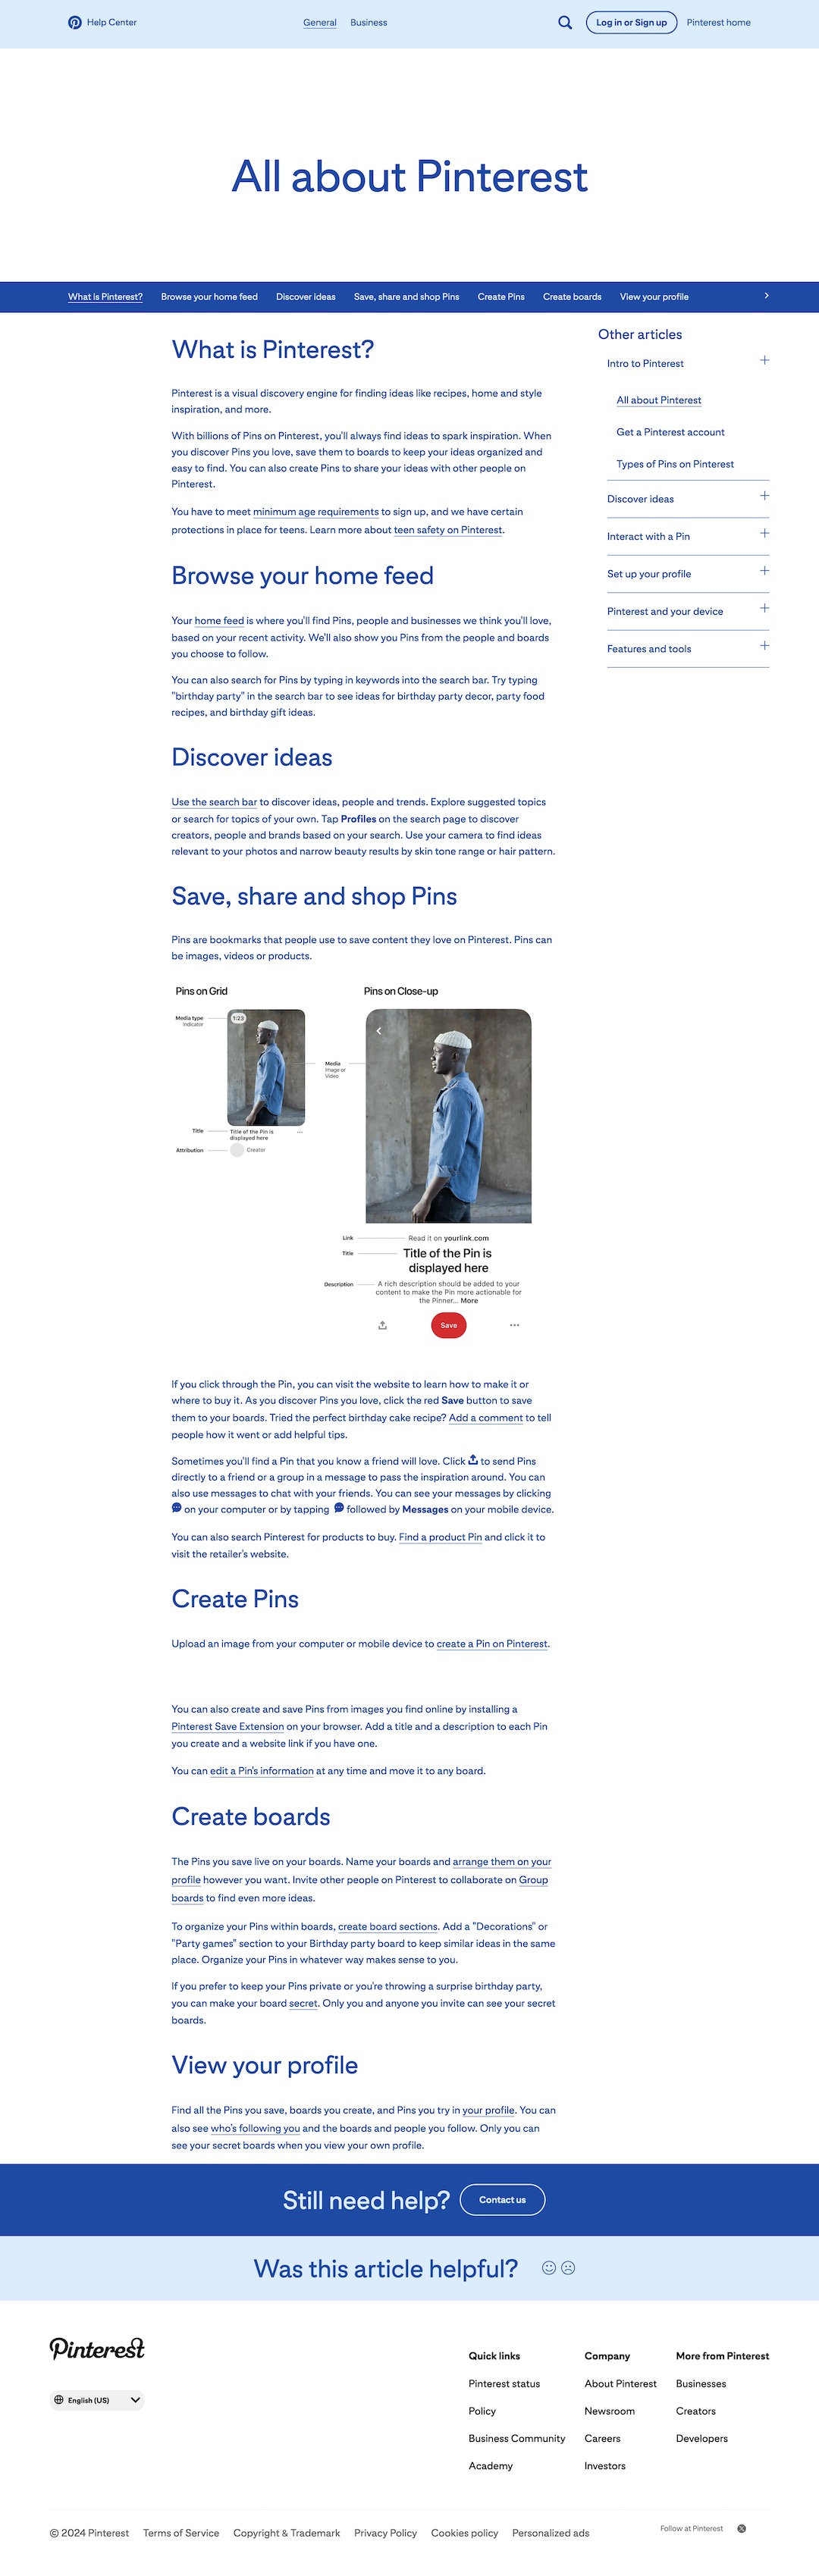 Help Center
General
Business
Log in or Sign up
Pinterest home
All about Pinterest
What is Pinterest?
Browse your home feed
Discover ideas
Save, share and shop Pins
Create Pins
Create boards
View your profile
What is Pinterest?
Pinterest is a visual discovery engine for finding ideas like recipes, home and style
inspiration, and more.
With billions of Pins on Pinterest, you'll always find ideas to spark inspiration. When
you discover Pins you love, save them to boards to keep your ideas organized and
easy to find. You can also create Pins to share your ideas with other people on
Pinterest.
You have to meet minimum age requirements to sign up, and we have certain
protections in place for teens. Learn more about teen safety on Pinterest.
Browse your home feed
Your home feed is where you'll find Pins, people and businesses we think you'll love,
based on your recent activity. We'll also show you Pins from the people and boards
you choose to follow.
You can also search for Pins by typing in keywords into the search bar. Try typing
"birthday party" in the search bar to see ideas for birthday party decor, party food
recipes, and birthday gift ideas.
Discover ideas
Use the search bar to discover ideas, people and trends. Explore suggested topics
or search for topics of your own. Tap Profiles on the search page to discover
creators, people and brands based on your search. Use your camera to find ideas
relevant to your photos and narrow beauty results by skin tone range or hair pattern.
Save, share and shop Pins
Pins are bookmarks that people use to save content they love on Pinterest. Pins can
be images, videos or products.
Pins on Grid
Media type
Indicator
1:23
Title
Title of the Pin is
displayed here
Attribution
Creator
Pins on Close-up
Media
Image or
Video
Link
Read it on yourlink.com
Title
Title of the Pin is
displayed here
Description
A rich description should be added to your
content to make the Pin more actionable for
the Pinner... More
Save
If you click through the Pin, you can visit the website to learn how to make it or
where to buy it. As you discover Pins you love, click the red Save button to save
them to your boards. Tried the perfect birthday cake recipe? Add a comment to tell
people how it went or add helpful tips.
Sometimes you'll find a Pin that you know a friend will love. Click to send Pins
directly to a friend or a group in a message to pass the inspiration around. You can
also use messages to chat with your friends. You can see your messages by clicking
on your computer or by tapping followed by Messages on your mobile device.
You can also search Pinterest for products to buy. Find a product Pin and click it to
visit the retailer's website.
Create Pins
Upload an image from your computer or mobile device to create a Pin on Pinterest.
You can also create and save Pins from images you find online by installing a
Pinterest Save Extension on your browser. Add a title and a description to each Pin
you create and a website link if you have one.
You can edit a Pin's information at any time and move it to any board.
Create boards
The Pins you save live on your boards. Name your boards and arrange them on your
profile however you want. Invite other people on Pinterest to collaborate on Group
boards to find even more ideas.
To organize your Pins within boards, create board sections. Add a "Decorations" or
"Party games" section to your Birthday party board to keep similar ideas in the same
place. Organize your Pins in whatever way makes sense to you.
If you prefer to keep your Pins private or you're throwing a surprise birthday party,
you can make your board secret. Only you and anyone you invite can see your secret
boards.
View your profile
Find all the Pins you save, boards you create, and Pins you try in your profile. You can
also see who's following you and the boards and people you follow. Only you can
see your secret boards when you view your own profile.
Other articles
Intro to Pinterest
All about Pinterest
Get a Pinterest account
Types of Pins on Pinterest
Discover ideas
Interact with a Pin
Set up your profile
Pinterest and your device
Features and tools
Still need help?
Contact us
Was this article helpful?
Pinterest
English (US)
Quick links
Pinterest status
Policy
Business Community
Academy
Company
About Pinterest
Newsroom
Careers
Investors
More from Pinterest
Businesses
Creators
Developers
© 2024 Pinterest
Terms of Service
Copyright & Trademark
Privacy Policy
Cookies policy
Personalized ads
Follow at Pinterest